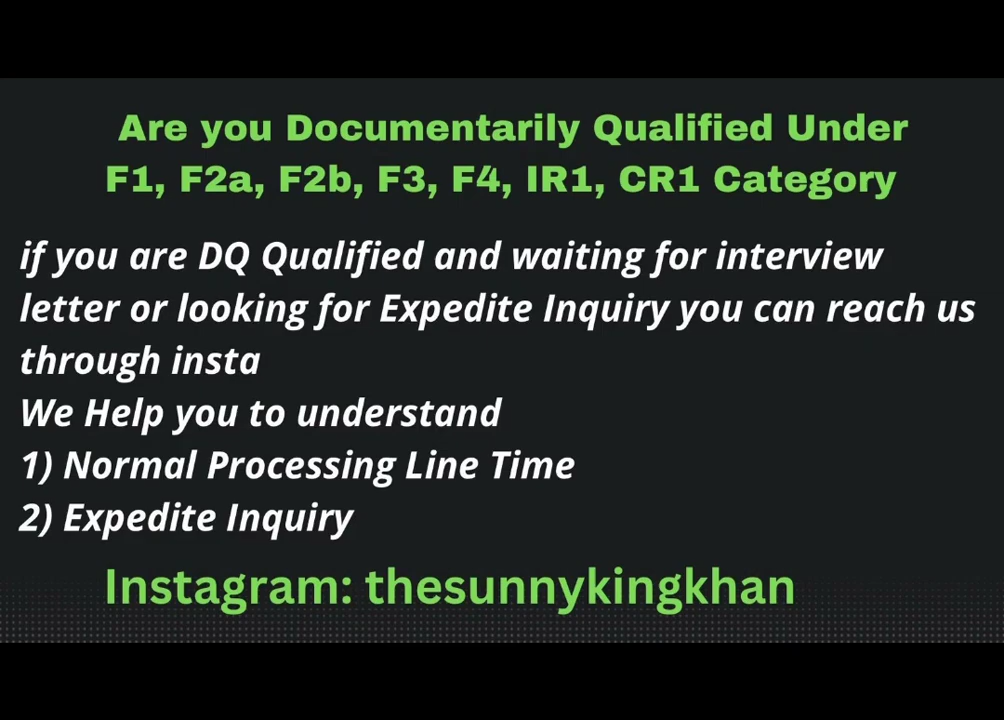 Are you Documentarily Qualified Under
F1, F2a, F2b, F3, F4, IR1, CR1 Category
if you are DQ Qualified and waiting for interview
letter or looking for Expedite Inquiry you can reach us
through insta
We Help you to understand
1) Normal Processing Line Time
2) Expedite Inquiry
Instagram: thesunnykingkhan